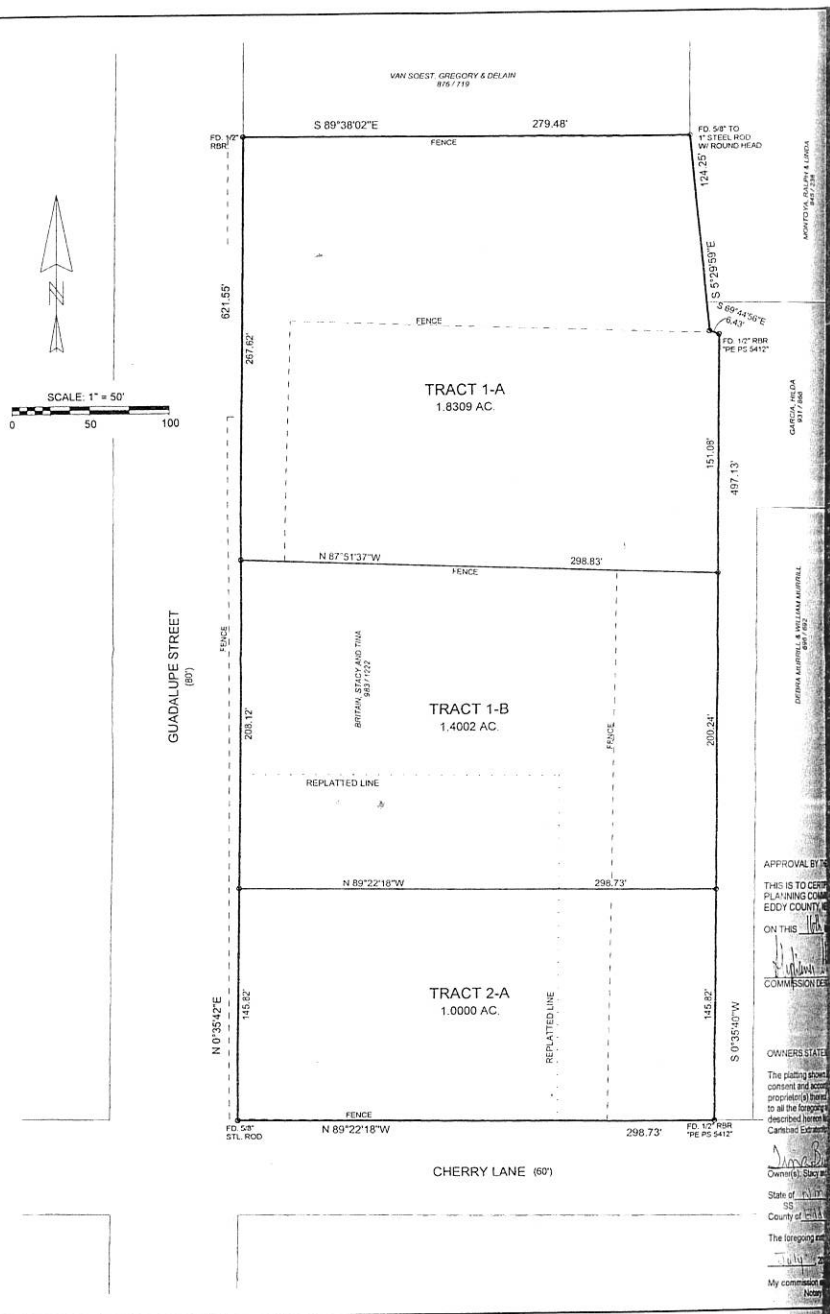 VAN SOEST, GREGORY & DELAIN
876 / 719
S 89°38'02"E 279.48'
FENCE
FD. 1/2"
RBR
FD. 5/8" TO
1" STEEL ROD
W/ ROUND HEAD
124.25'
S 5°29'59"E
MONTOYA, RALPH & LINDA
S 69°44'56"E
6.43'
FD. 1/2" RBR
"PE PS 5412"
N
621.55'
267.62'
FENCE
SCALE: 1" = 50'
0 50 100
TRACT 1-A
1.8309 AC.
GARCIA, HILDA
931 / 868
151.08'
497.13'
N 87°51'37"W 298.83'
FENCE
GUADALUPE STREET
(80')
FENCE
208.12'
BRITAIN, STACY AND TINA
983 / 1222
TRACT 1-B
1.4002 AC.
FENCE
200.24'
DEBRA MURRILL & WILLIAM MURRILL
REPLATTED LINE
N 89°22'18"W 298.73'
N 0°35'42"E
145.82'
TRACT 2-A
1.0000 AC.
REPLATTED LINE
145.82'
S 0°35'40"W
FENCE
FD. 5/8"
STL. ROD
N 89°22'18"W 298.73'
FD. 1/2" RBR
"PE PS 5412"
CHERRY LANE (60')
APPROVAL BY
THIS IS TO
PLANNING
EDDY COUNTY
ON THIS 16th
COMMISSION
OWNERS
The platting
consent and
proprietor(s)
to all the foregoing
described hereon
Carlsbad
Owner(s):
State of
SS
County of
The foregoing
July
My commission
Notary